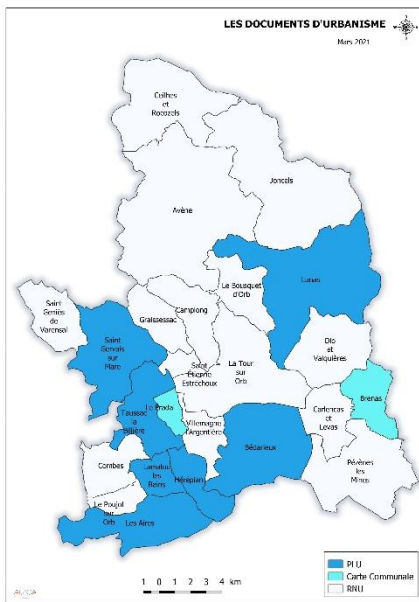 LES DOCUMENTS D'URBANISME
Mars 2021
Ceilhes
et
Rocozels
Joncels
Avène
Lunas
Le Bousquet
d'Orb
Saint
Geniès
de
Varensal
Camplong
Graissessac
Saint
Gervais
sur
Mare
Dio
et
Valquières
Saint
Etienne
Estréchoux
La Tour
sur
Orb
Brenas
Le Prada
Taussac
la
Billière
Carlencas
et
Levas
Villemagne
l'Argentière
Bédarieux
Combes
Lamalou
les
Bains
Hérépian
Pézènes
les
Mines
Le Poujol
sur
Orb
Les Aires
1 0 1 2 3 4 km
PLU
Carte Communale
RNU